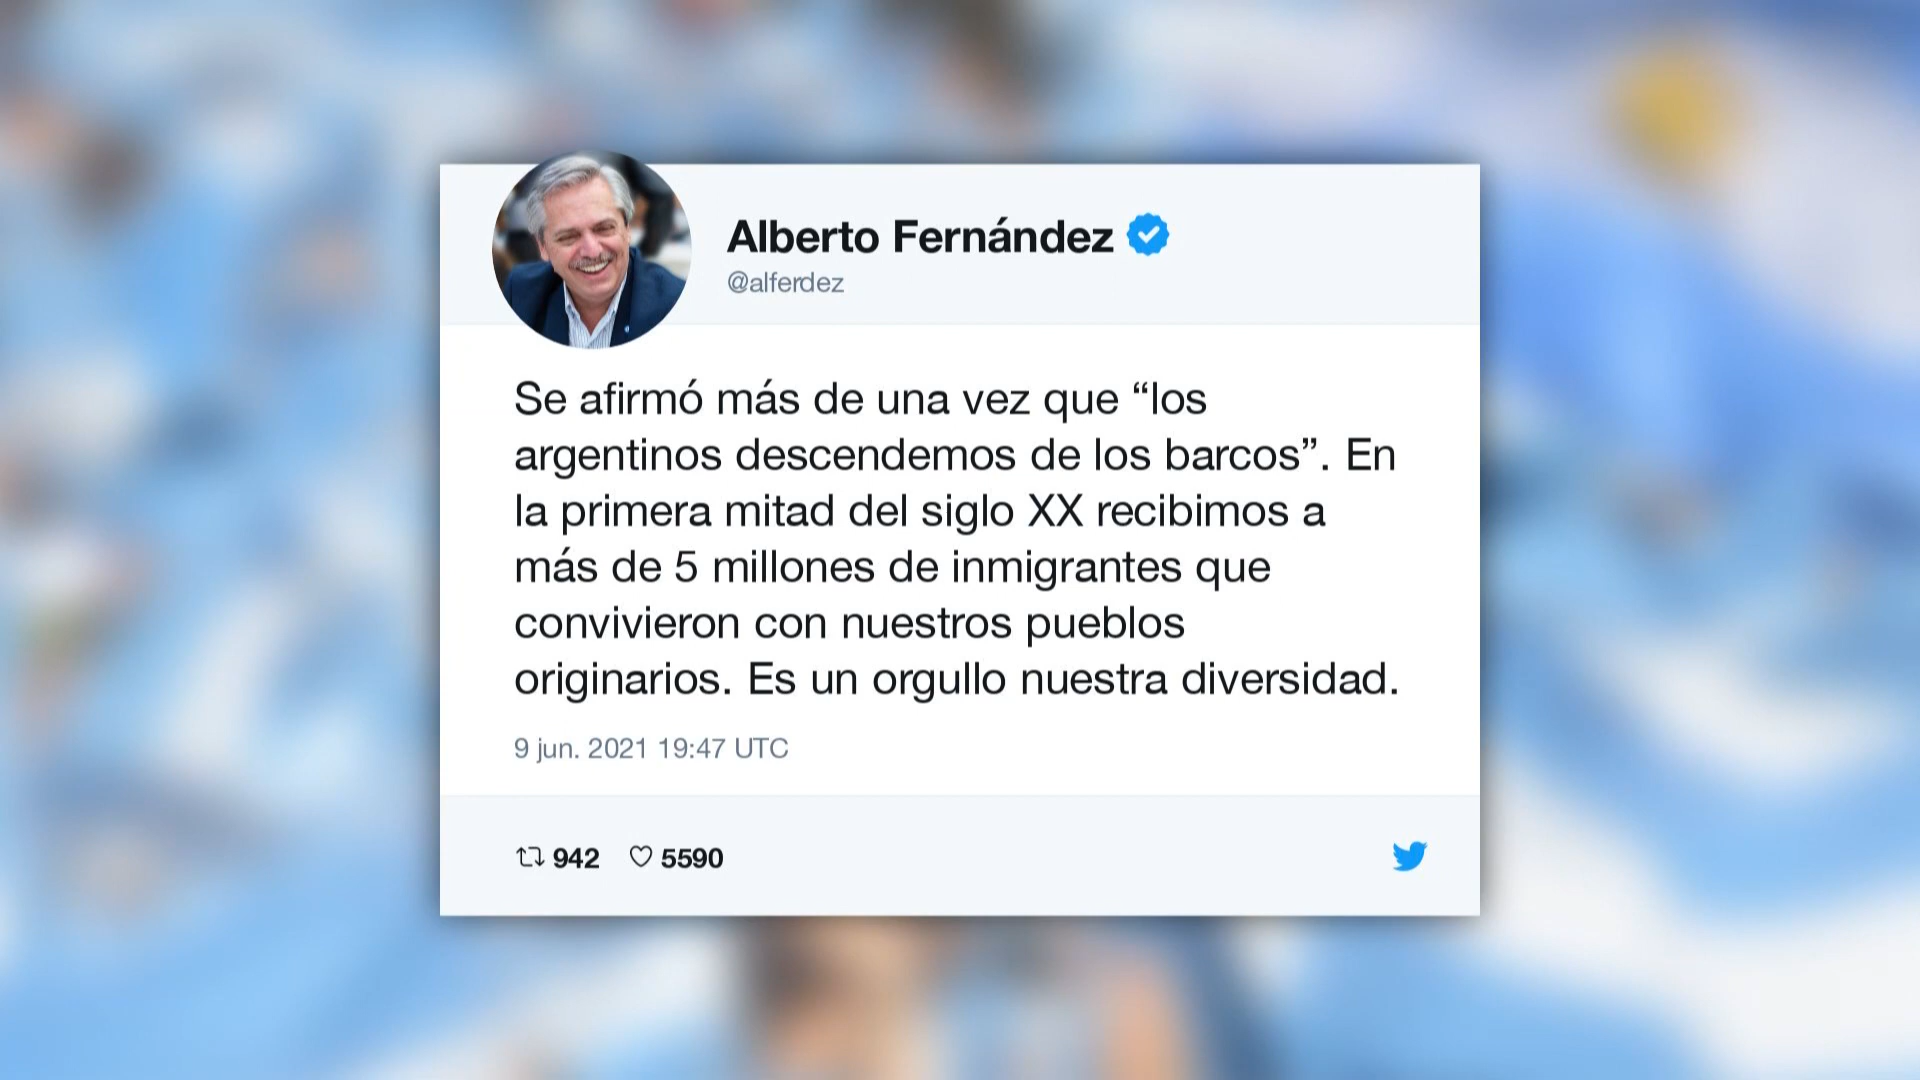 Alberto Fernández
@alferdez
Se afirmó más de una vez que “los
argentinos descendemos de los barcos”. En
la primera mitad del siglo XX recibimos a
más de 5 millones de inmigrantes que
convivieron con nuestros pueblos
originarios. Es un orgullo nuestra diversidad.
9 jun. 2021 19:47 UTC
942 5590